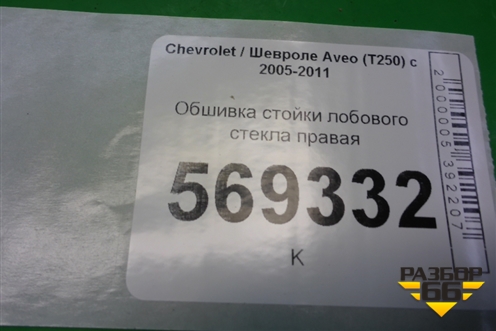 Chevrolet / Шевроле Aveo (T250) с
2005-2011
Обшивка стойки лобового
стекла правая
569332
К
2000005392207
РАЗБОР
66